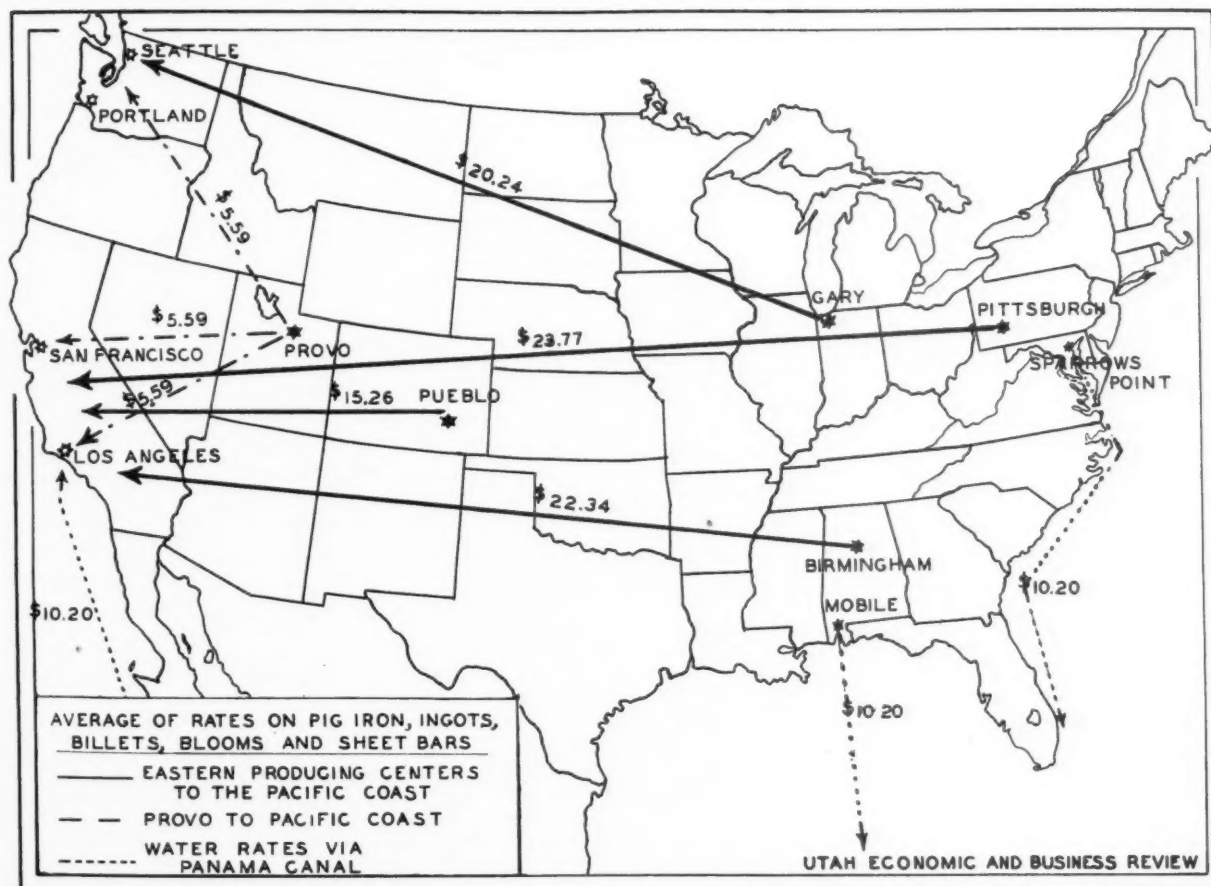 SEATTLE
PORTLAND
$20.24
$5.59
GARY
PITTSBURGH
$5.59
SAN FRANCISCO
PROVO
$23.77
SPARROWS
POINT
$5.59
$15.26
PUEBLO
LOS ANGELES
$22.34
BIRMINGHAM
$10.20
MOBILE
$10.20
$10.20
AVERAGE OF RATES ON PIG IRON, INGOTS,
BILLETS, BLOOMS AND SHEET BARS
EASTERN PRODUCING CENTERS
TO THE PACIFIC COAST
PROVO TO PACIFIC COAST
WATER RATES VIA
PANAMA CANAL
UTAH ECONOMIC AND BUSINESS REVIEW